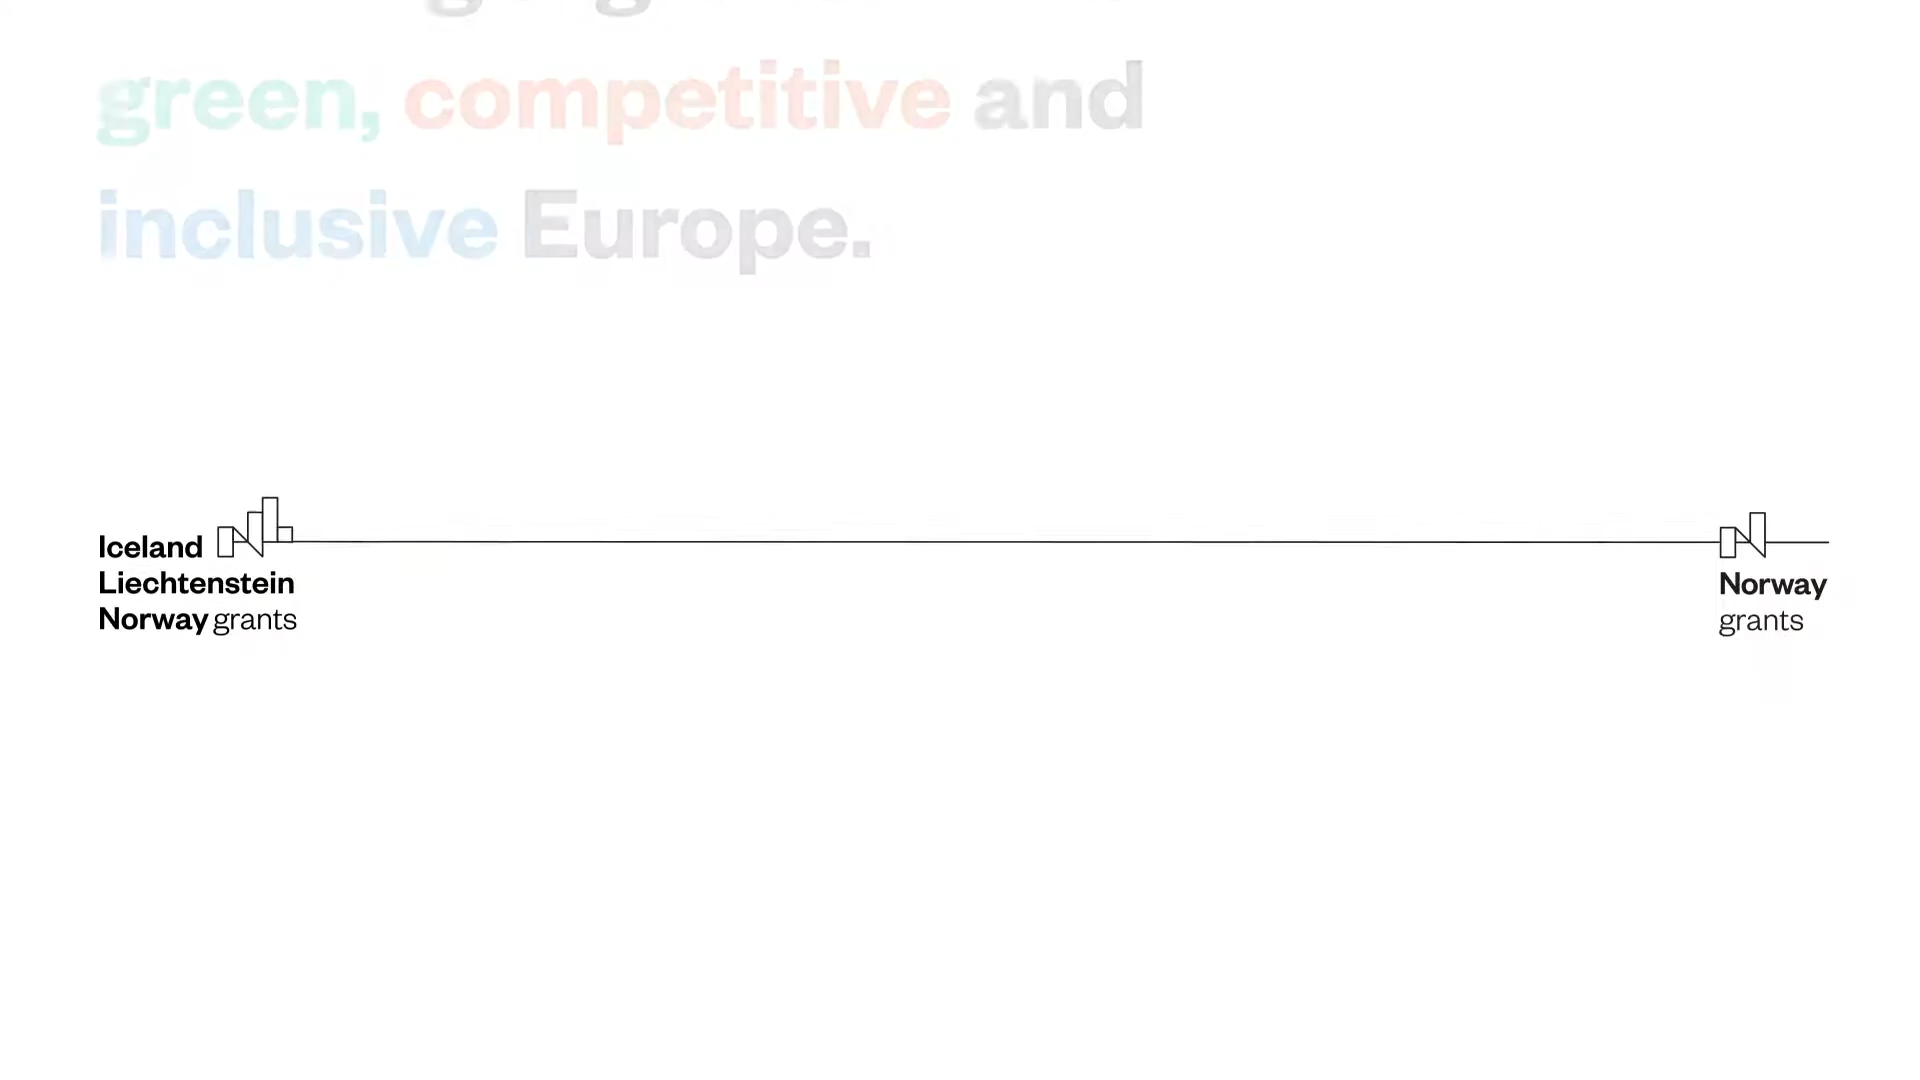 green, competitive and
inclusive Europe.
Iceland
Liechtenstein
Norway grants
Norway
grants